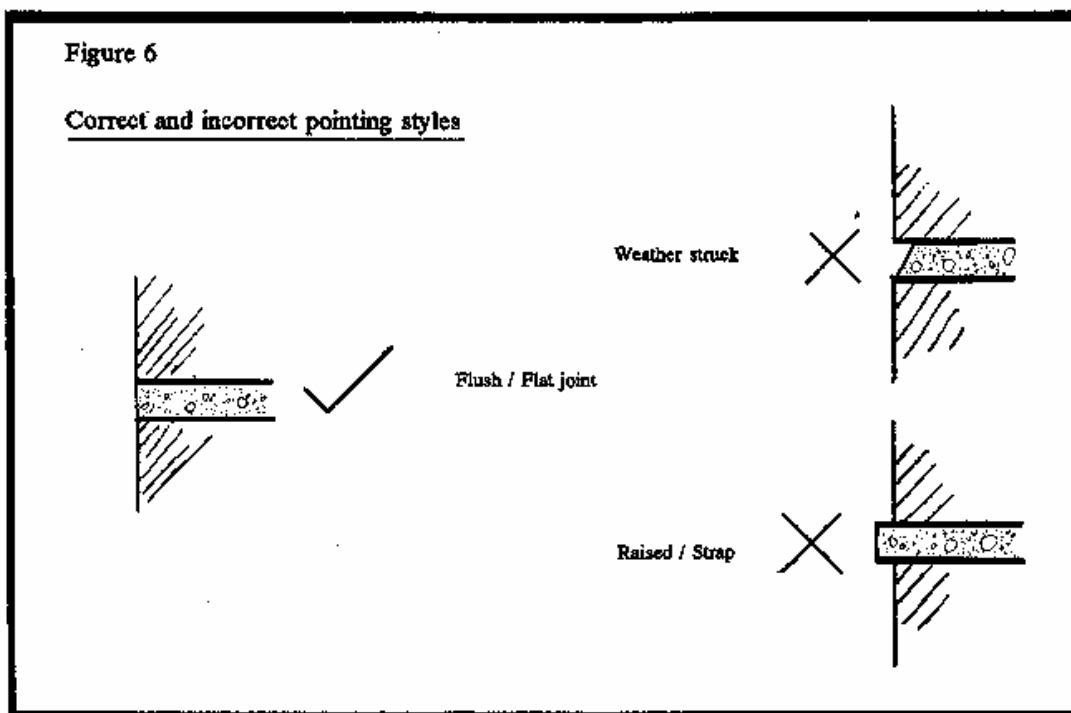 Figure 6
Correct and incorrect pointing styles
Weather struck
Flush / Flat joint
Raised / Strap